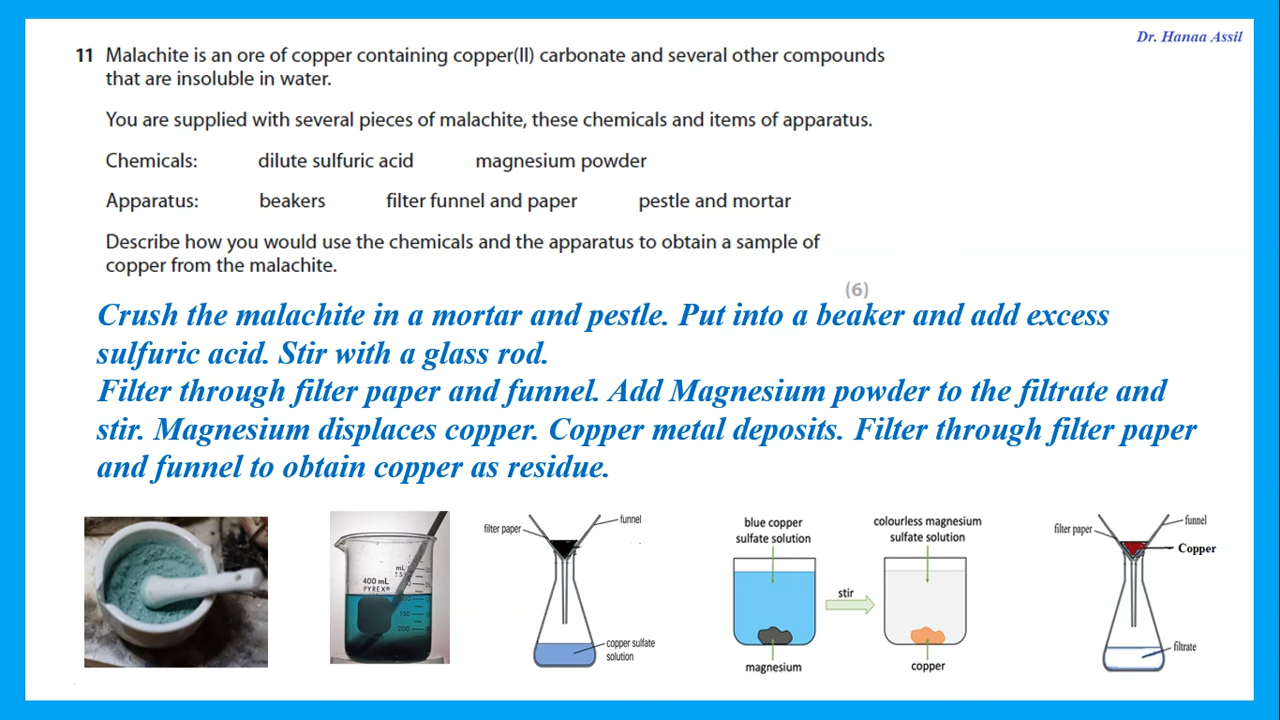 Dr. Hanaa Assil
11 Malachite is an ore of copper containing copper(II) carbonate and several other compounds
that are insoluble in water.
You are supplied with several pieces of malachite, these chemicals and items of apparatus.
Chemicals: dilute sulfuric acid magnesium powder
Apparatus: beakers filter funnel and paper pestle and mortar
Describe how you would use the chemicals and the apparatus to obtain a sample of
copper from the malachite.
(6)
Crush the malachite in a mortar and pestle. Put into a beaker and add excess
sulfuric acid. Stir with a glass rod.
Filter through filter paper and funnel. Add Magnesium powder to the filtrate and
stir. Magnesium displaces copper. Copper metal deposits. Filter through filter paper
and funnel to obtain copper as residue.
400 mL
PYREX®
mL
150
200
filter paper
funnel
copper sulfate
solution
blue copper
sulfate solution
stir
magnesium
colourless magnesium
sulfate solution
copper
filter paper
funnel
Copper
filtrate